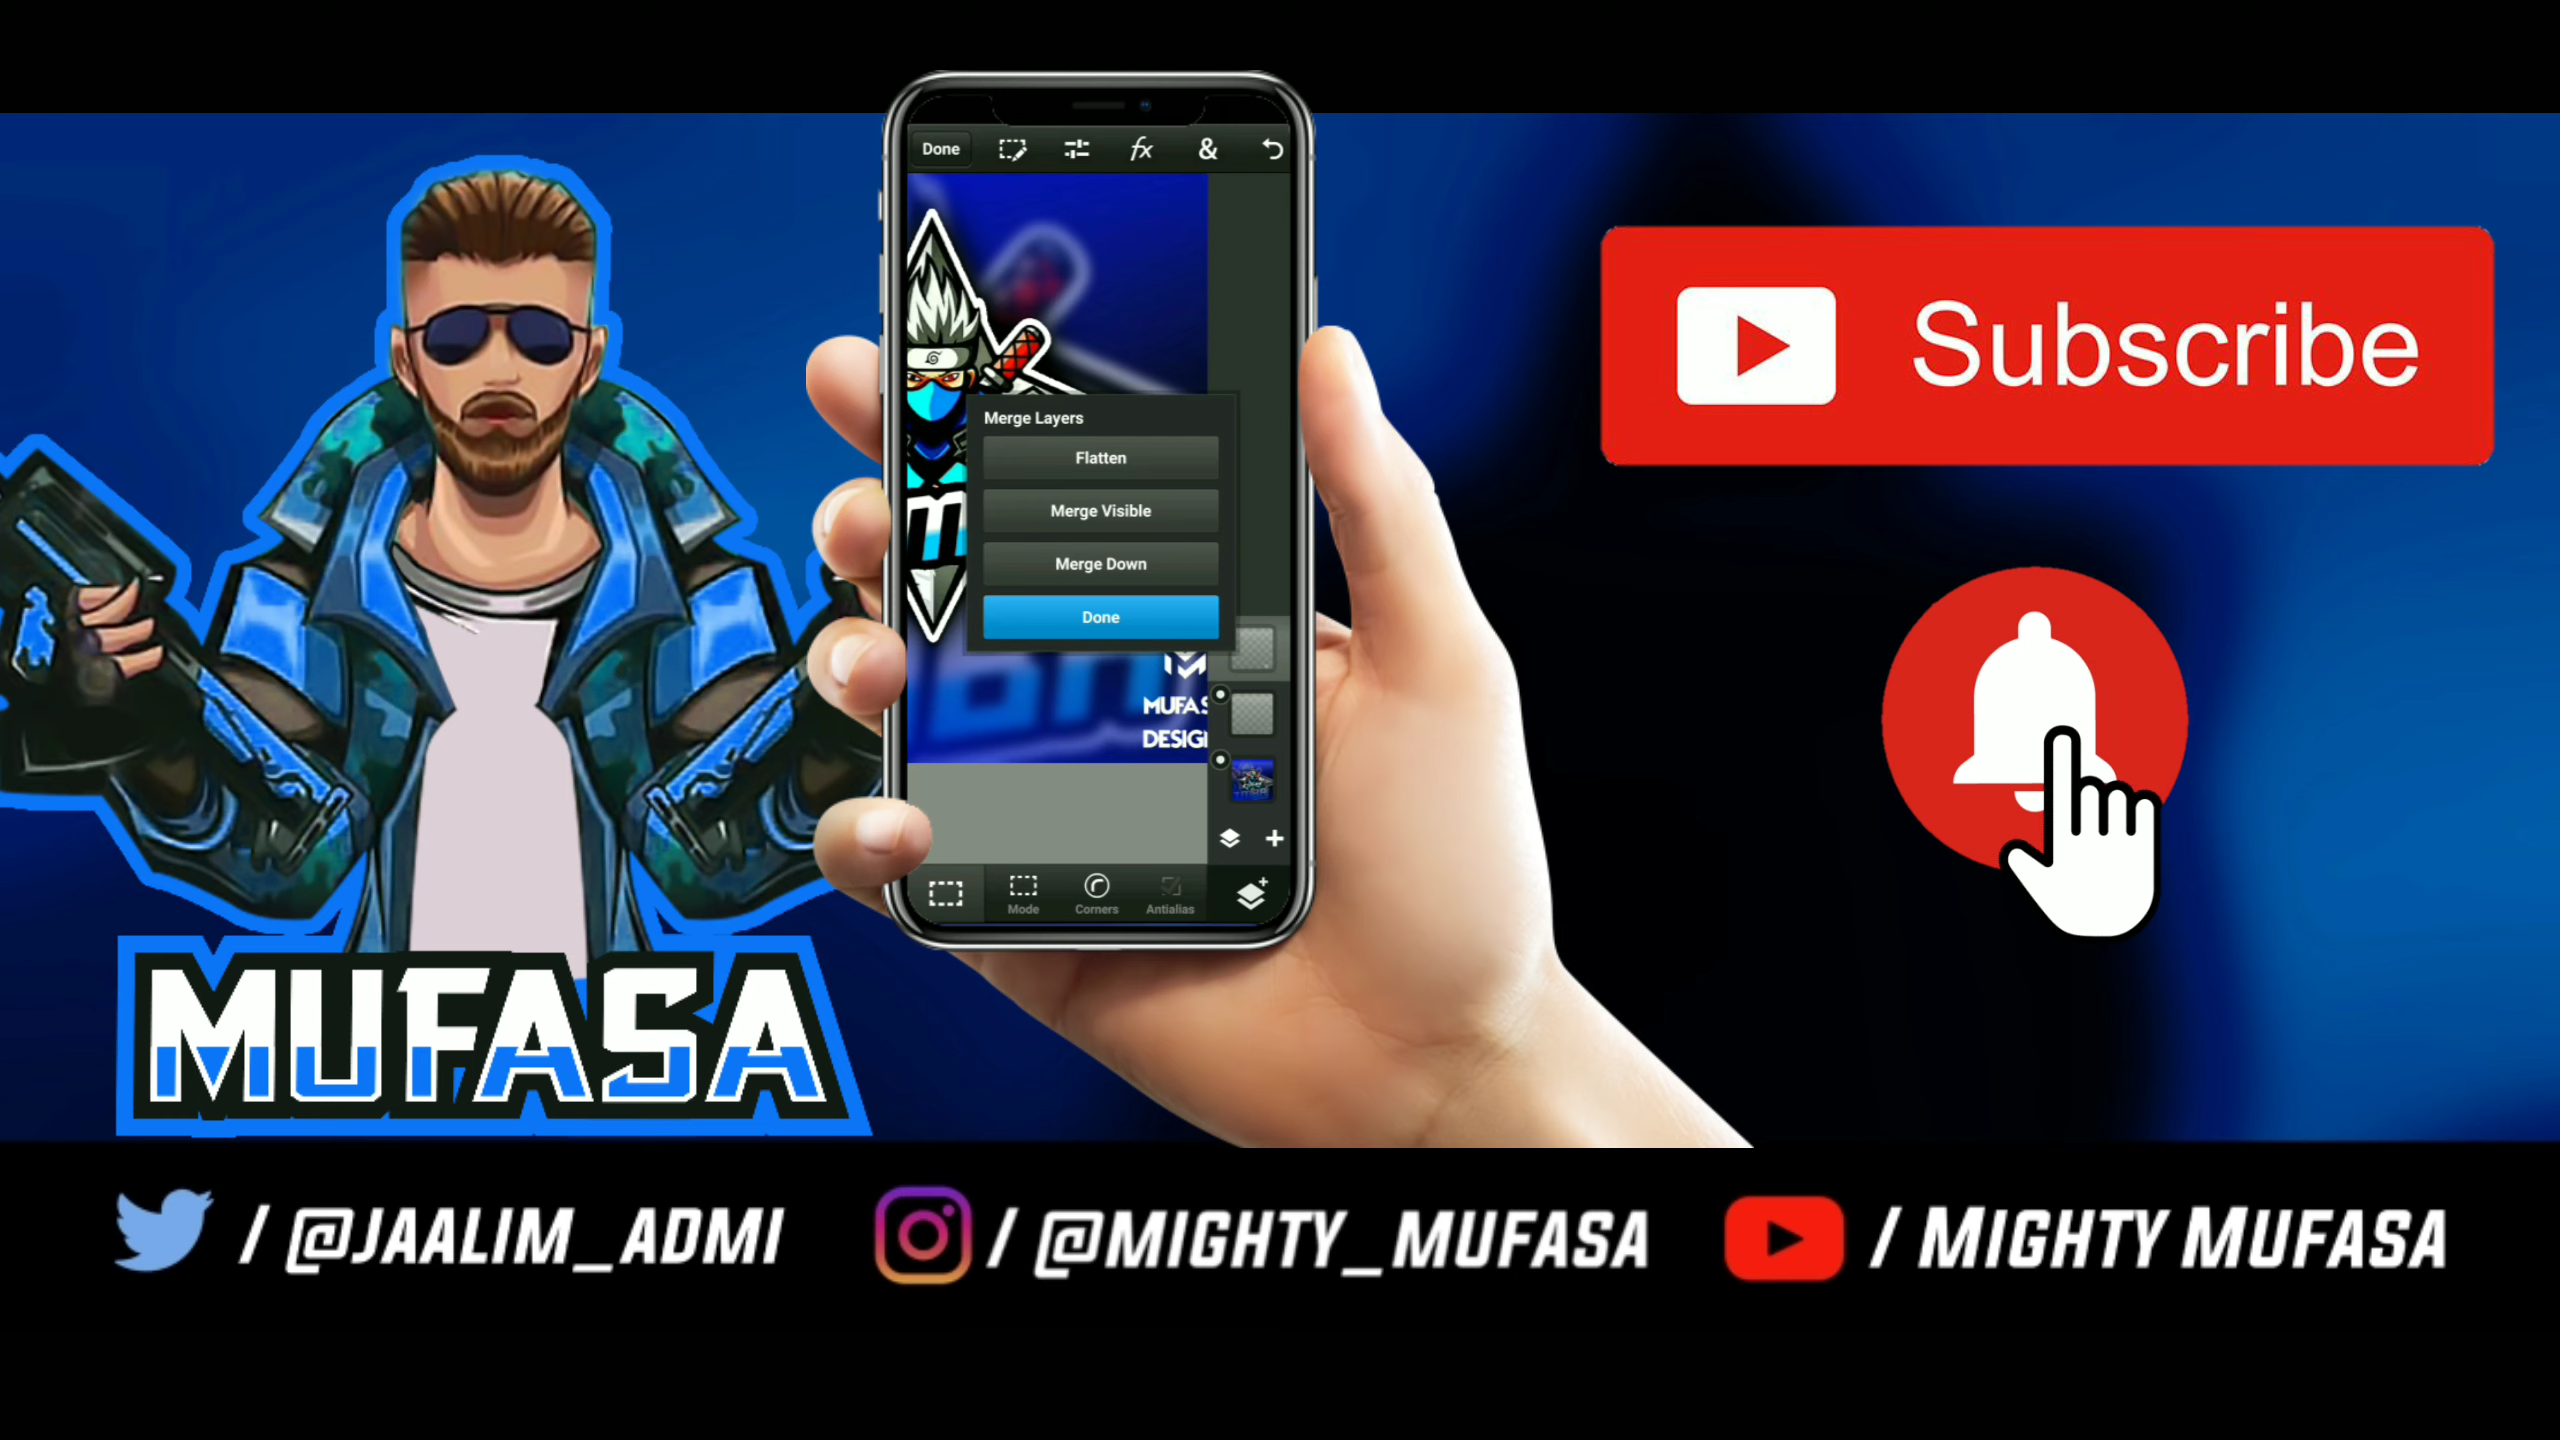 Done
fx
&
Merge Layers
Flatten
Merge Visible
Merge Down
Done
MUFAS
DESIG
Mode
Corners
Antialias
Subscribe
MUFASA
/ @JAALIM_ADMI
/ @MIGHTY_MUFASA
/ MIGHTY MUFASA